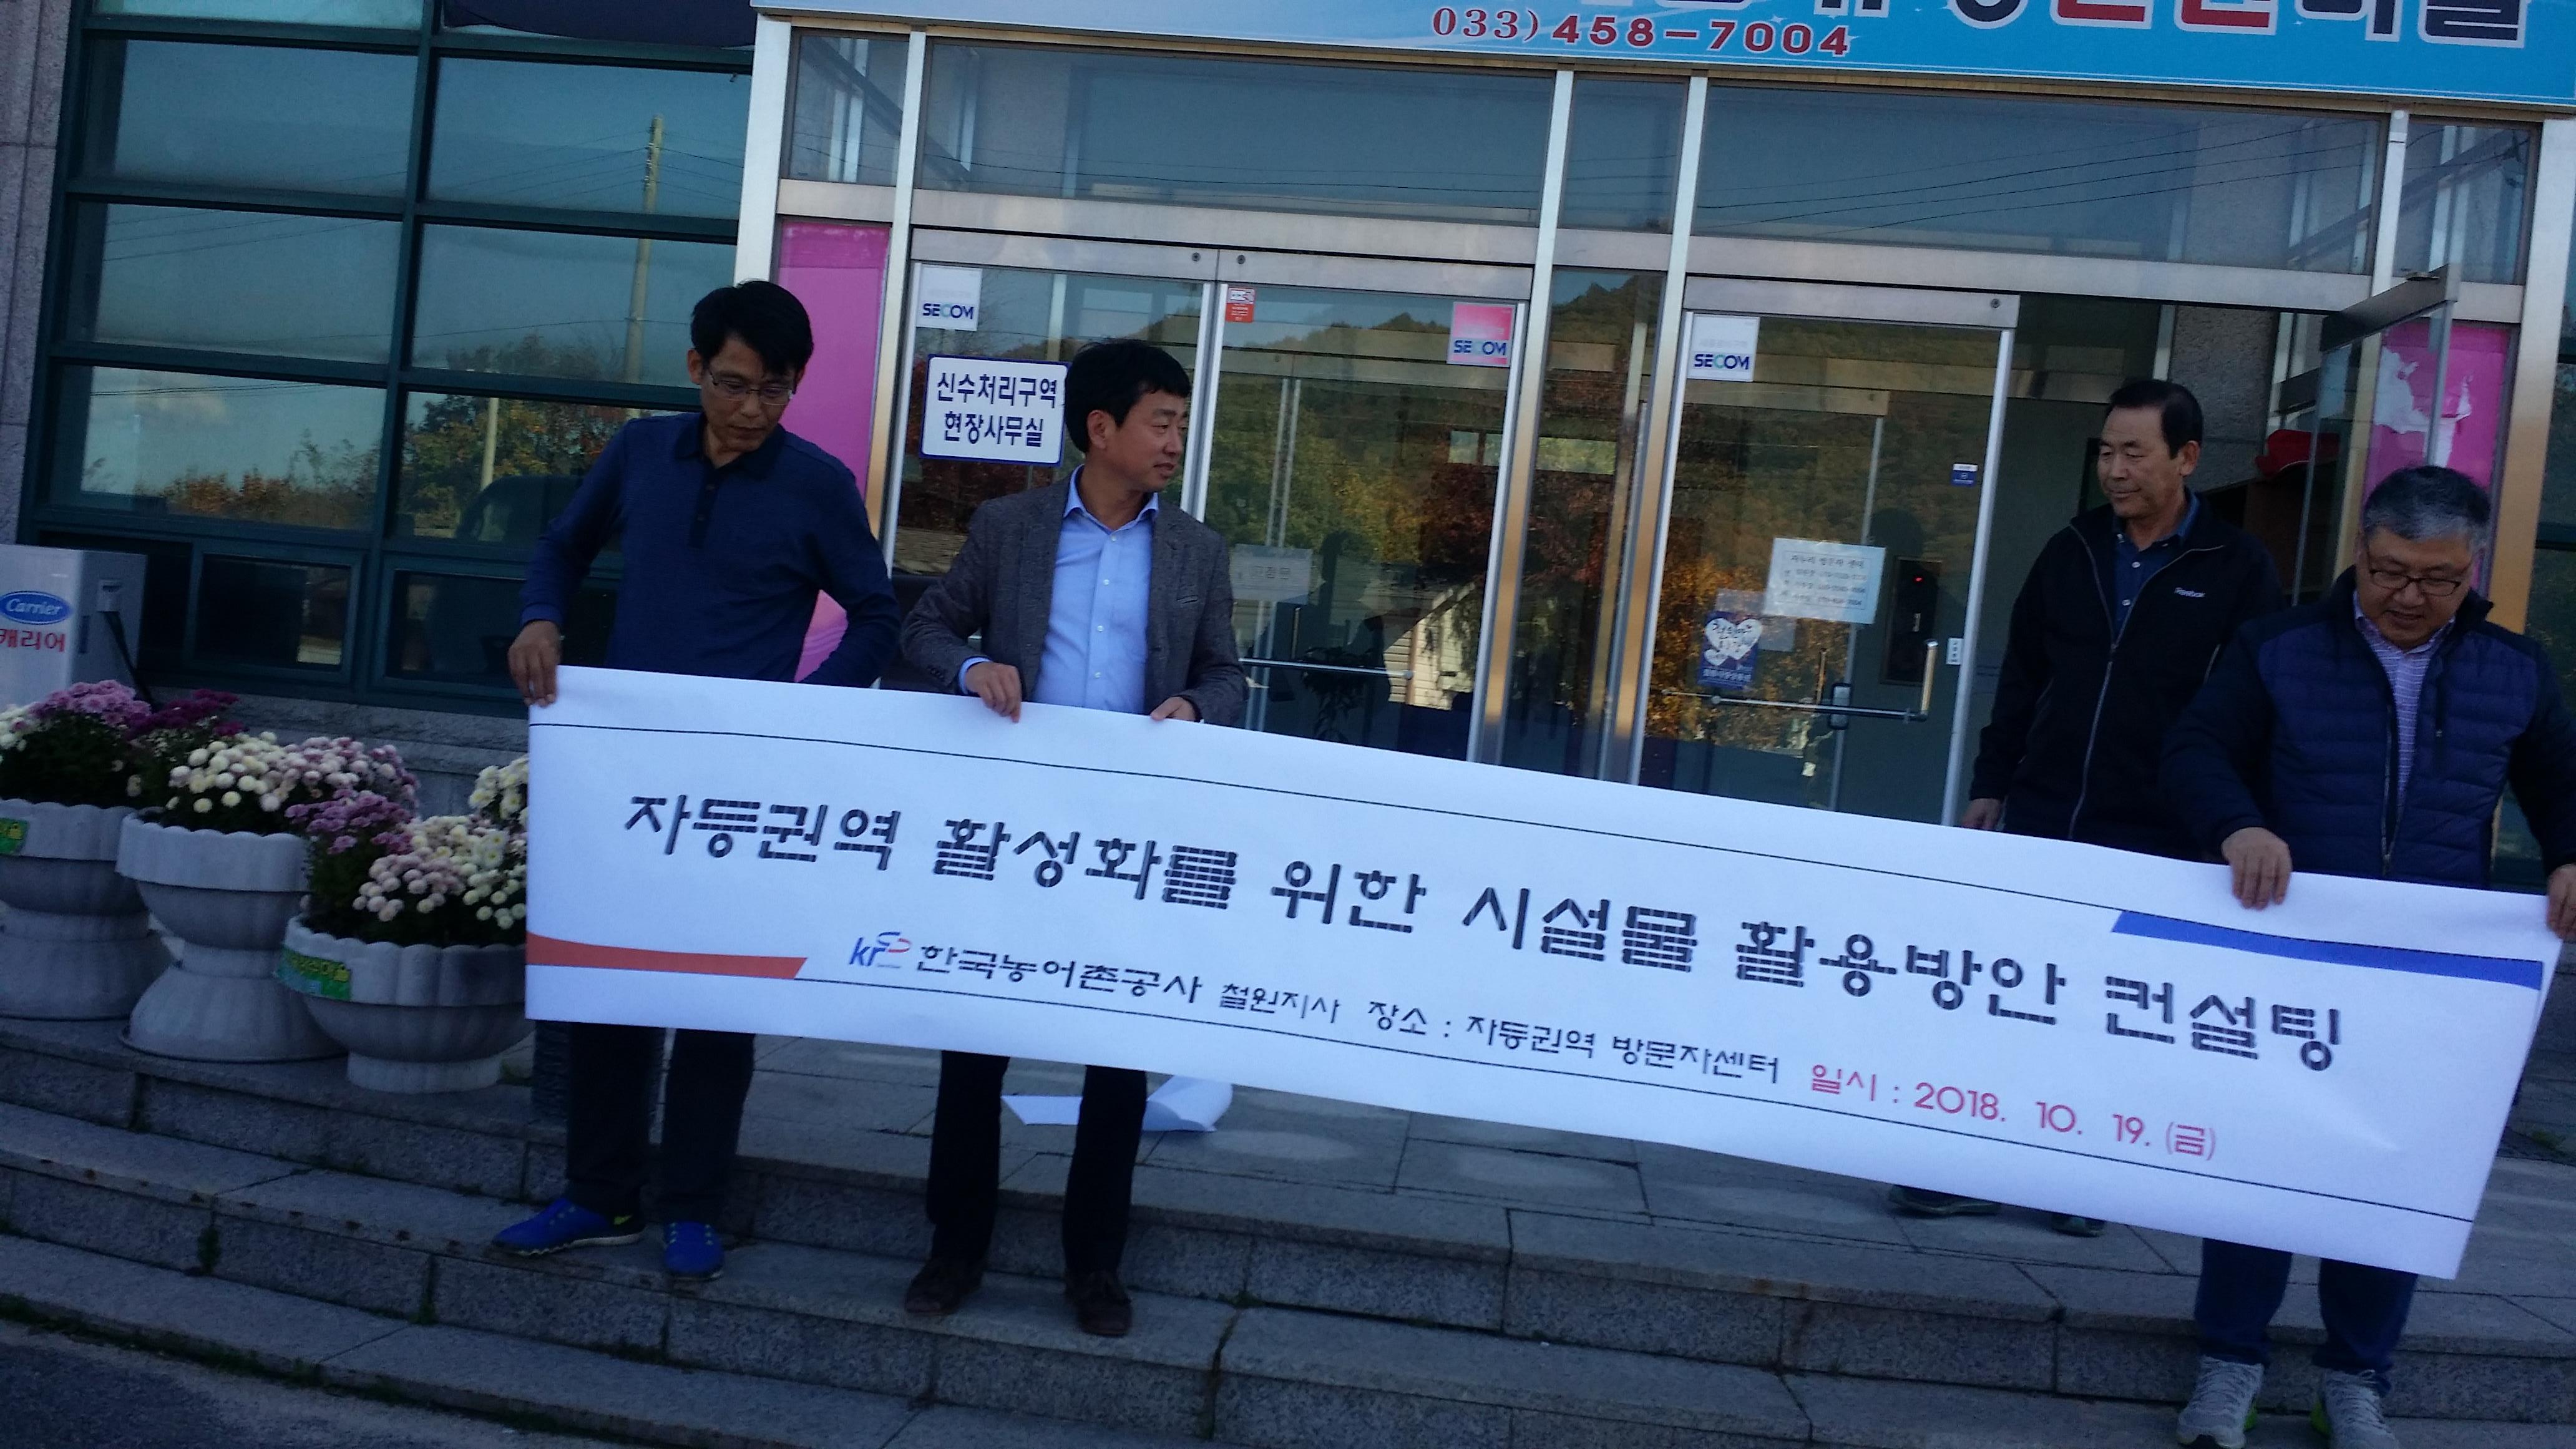 033) 458-7004
SECOM
SECOM
SECOM
신수처리구역
현장사무실
Carrier
캐리어
Reebok
자등권역 활성화를 위한 시설물 활용방안 컨설팅
한국농어촌공사 철원지사 장소 : 자등권역 방문자센터 일시 : 2018. 10. 19. (금)